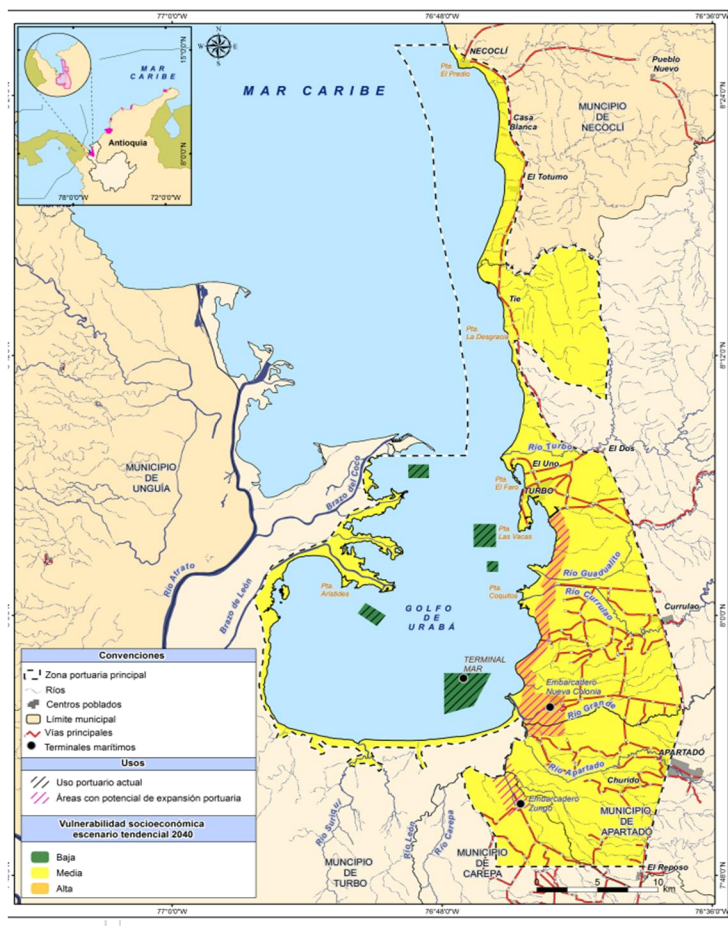 77°0'0"W
76°48'0"W
76°36'0"W
MAR
CARIBE
Antioquia
15°0'0"N
8°0'0"N
78°0'0"W
72°0'0"W
N
W
E
S
MAR CARIBE
NECOCLÍ
Pta.
El Predio
Pueblo
Nuevo
8°24'0"N
MUNCIPIO
DE
NECOCLÍ
Casa
Blanca
El Totumo
Tie
Pta.
La Desgracia
8°12'0"N
8°12'0"N
Río Turbo
El Dos
El Uno
Pta.
El Faro
TURBO
Pta.
Las Vacas
MUNICIPIO
DE
UNGUÍA
Brazo del Coco
Río Atrato
Brazo de León
Pta.
Arístides
Pta.
Coquitos
Río Guadualito
Río Currulao
Currulao
8°0'0"N
GOLFO
DE
URABÁ
TERMINAL
MAR
Embarcadero
Nueva Colonia
Río Grande
APARTADÓ
Río Apartado
Churido
Embarcadero
Zungo
MUNICIPIO
DE
APARTADÓ
Río Suriquí
Río León
Río Carepa
MUNCIPIO
DE
TURBO
MUNICIPIO
DE
CAREPA
El Reposo
0 5 10
km
7°48'0"N
Convenciones
Zona portuaria principal
Ríos
Centros poblados
Límite municipal
Vías principales
Terminales marítimos
Usos
Uso portuario actual
Áreas con potencial de expansión portuaria
Vulnerabilidad socioeconómica
escenario tendencial 2040
Baja
Media
Alta
77°0'0"W
76°48'0"W
76°36'0"W